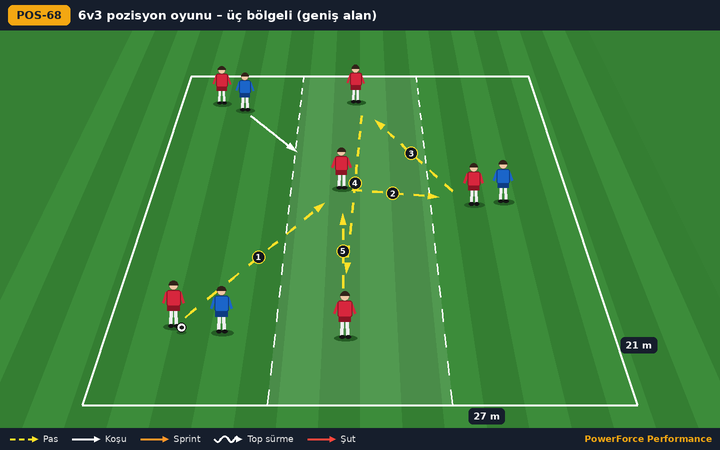 POS-68 6v3 pozisyon oyunu – üç bölgeli (geniş alan)
3
4
2
5
1
21 m
27 m
Pas Koşu Sprint Top sürme Şut PowerForce Performance